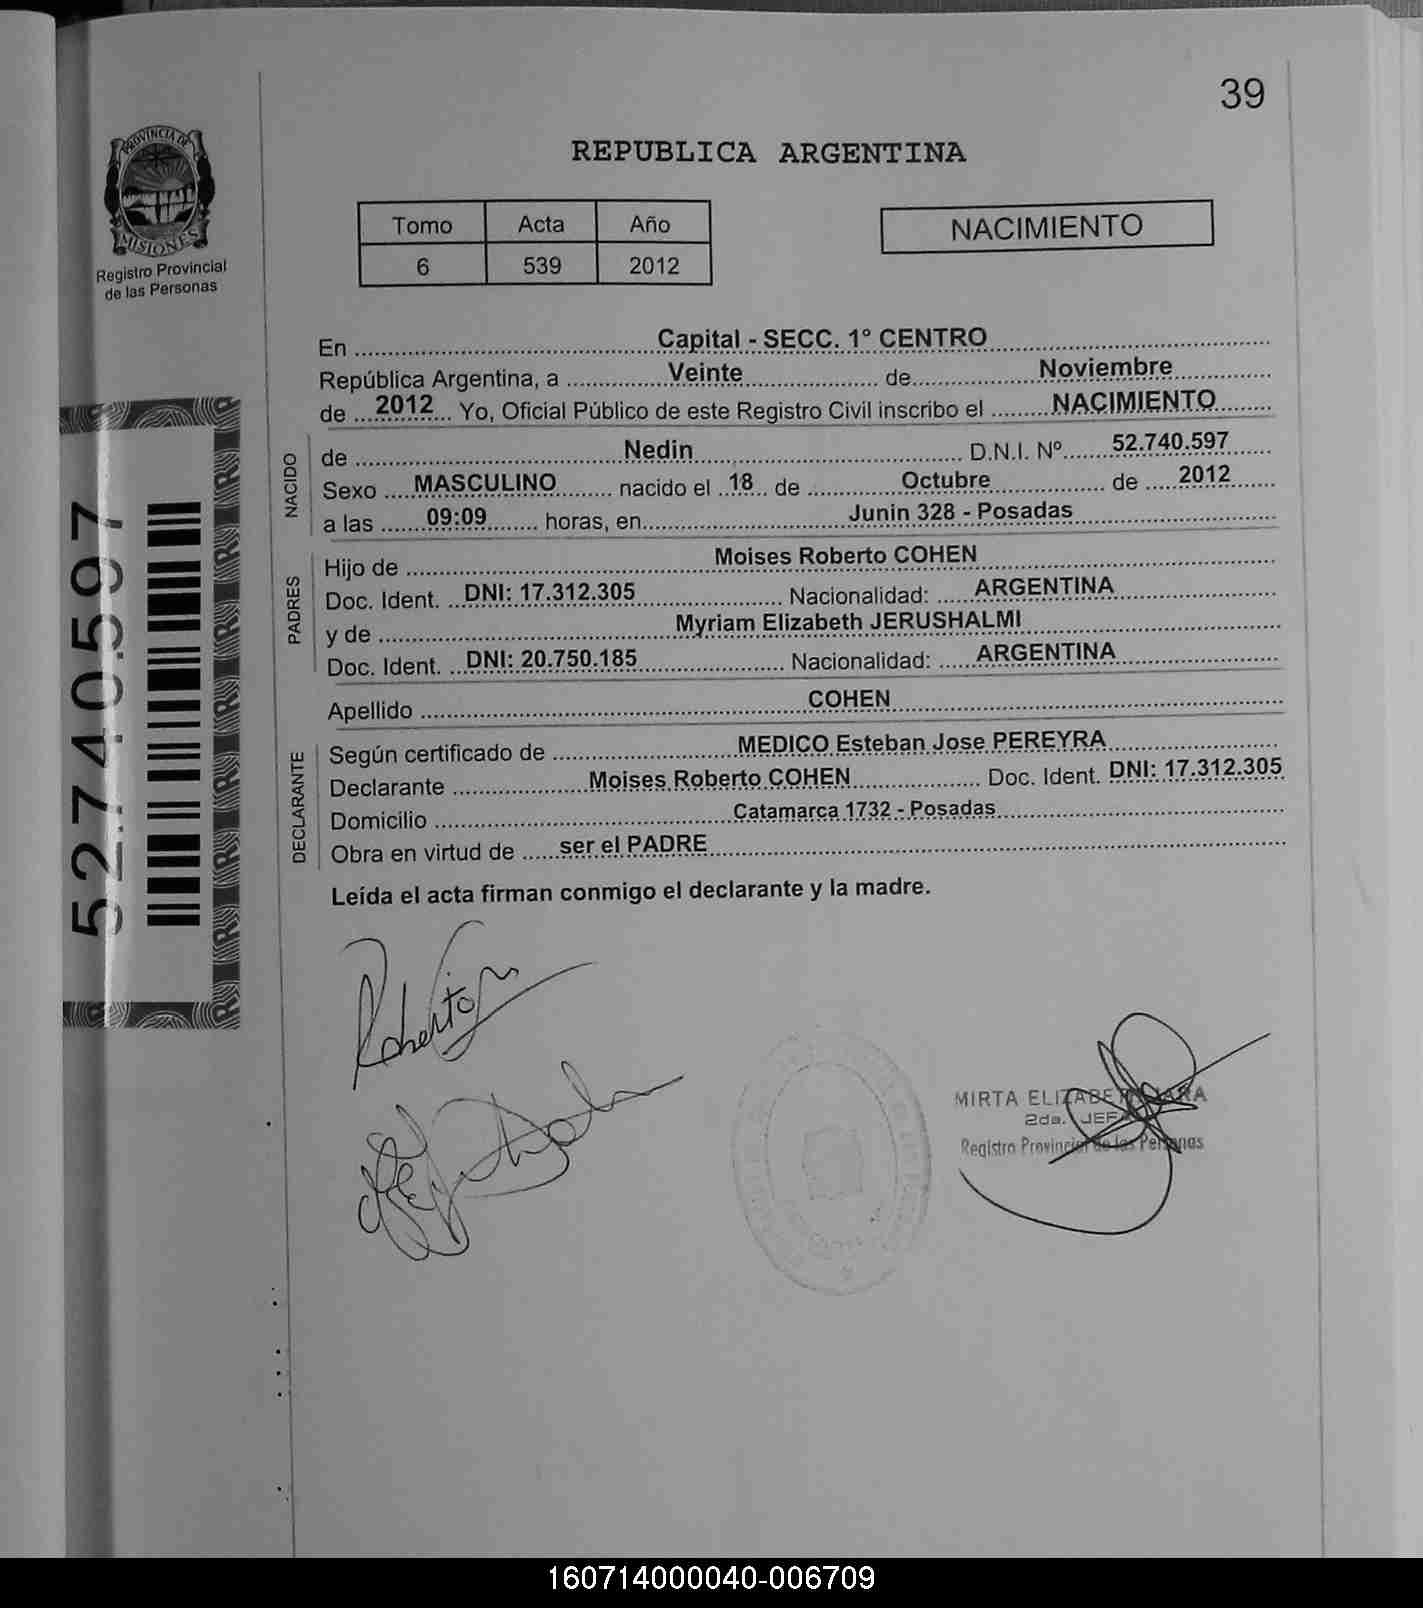 39
PROVINCIA DE
MISIONES
Registro Provincial
de las Personas
REPUBLICA ARGENTINA
Tomo Acta Año
6 539 2012
NACIMIENTO
En Capital - SECC. 1° CENTRO
República Argentina, a Veinte de Noviembre
de 2012 Yo, Oficial Público de este Registro Civil inscribo el NACIMIENTO
NACIDO
de Nedin D.N.I. Nº 52.740.597
Sexo MASCULINO nacido el 18 de Octubre de 2012
a las 09:09 horas, en Junin 328 - Posadas
PADRES
Hijo de Moises Roberto COHEN
Doc. Ident. DNI: 17.312.305 Nacionalidad: ARGENTINA
y de Myriam Elizabeth JERUSHALMI
Doc. Ident. DNI: 20.750.185 Nacionalidad: ARGENTINA
Apellido COHEN
DECLARANTE
Según certificado de MEDICO Esteban Jose PEREYRA
Declarante Moises Roberto COHEN Doc. Ident. DNI: 17.312.305
Domicilio Catamarca 1732 - Posadas
Obra en virtud de ser el PADRE
Leída el acta firman conmigo el declarante y la madre.
52740597
Roberto
MIRTA ELIZABETH JARA
2da. JEFA
Registro Provincial de las Personas
160714000040-006709